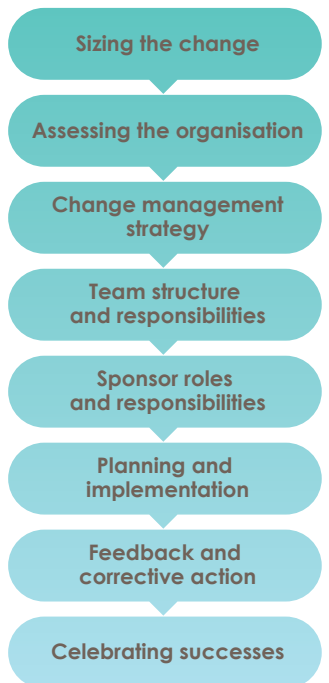 Sizing the change
Assessing the organisation
Change management
strategy
Team structure
and responsibilities
Sponsor roles
and responsibilities
Planning and
implementation
Feedback and
corrective action
Celebrating successes